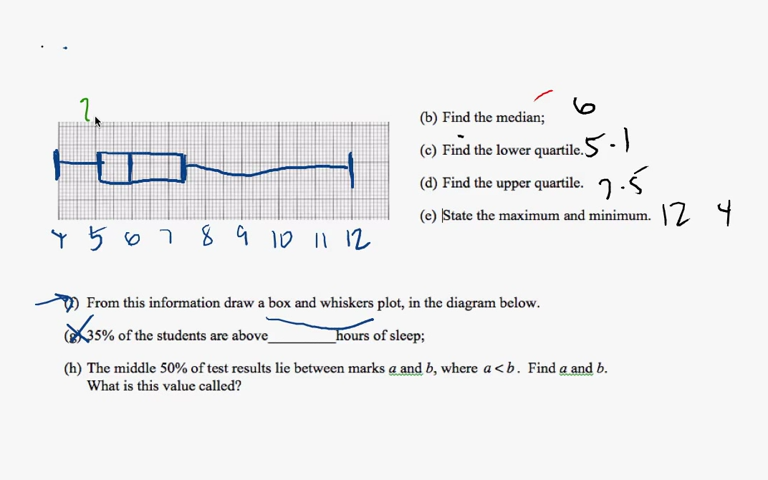 2
(b) Find the median; 6
(c) Find the lower quartile. 5.1
(d) Find the upper quartile. 7.5
(e) State the maximum and minimum. 12 4
4 5 6 7 8 9 10 11 12
(f) From this information draw a box and whiskers plot, in the diagram below.
(g) 35% of the students are above________hours of sleep;
(h) The middle 50% of test results lie between marks a and b, where a < b. Find a and b.
What is this value called?